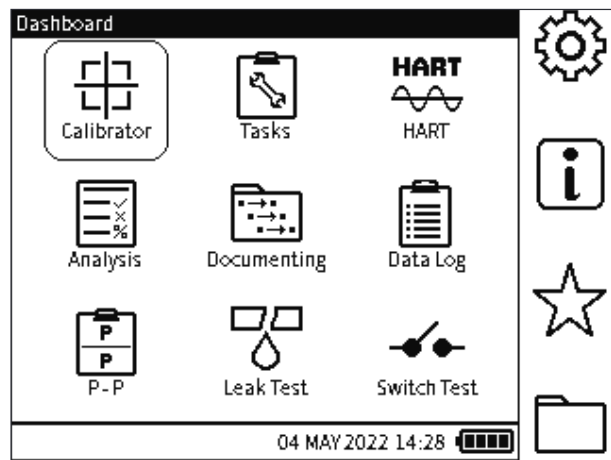 Dashboard
HART
Calibrator Tasks HART
Analysis Documenting Data Log
P
P
P-P Leak Test Switch Test
04 MAY 2022 14:28